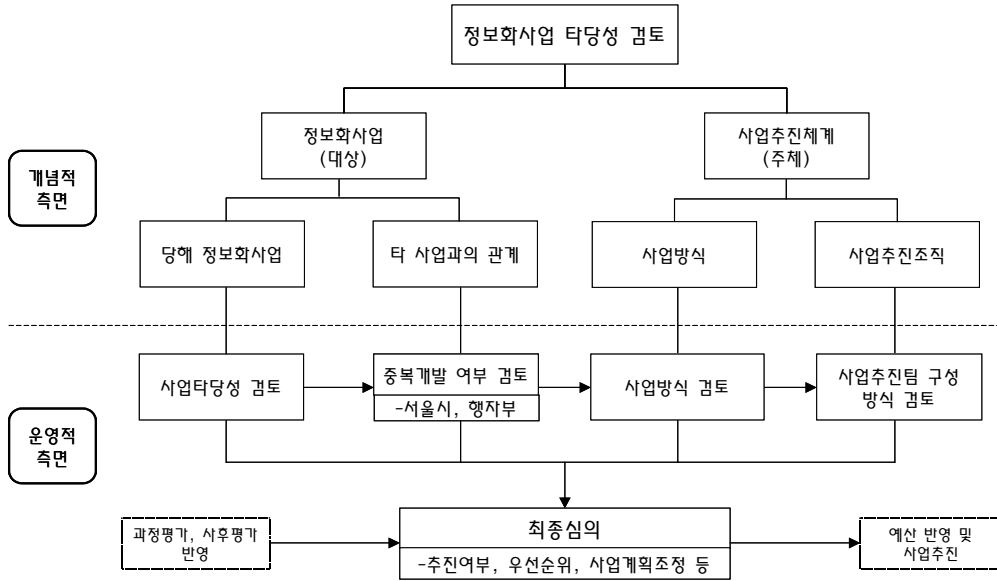 정보화사업 타당성 검토
정보화사업
(대상)
사업추진체계
(주체)
개념적
측면
당해 정보화사업
타 사업과의 관계
사업방식
사업추진조직
사업타당성 검토
중복개발 여부 검토
-서울시, 행자부
사업방식 검토
사업추진팀 구성
방식 검토
운영적
측면
과정평가, 사후평가
반영
최종심의
-추진여부, 우선순위, 사업계획조정 등
예산 반영 및
사업추진